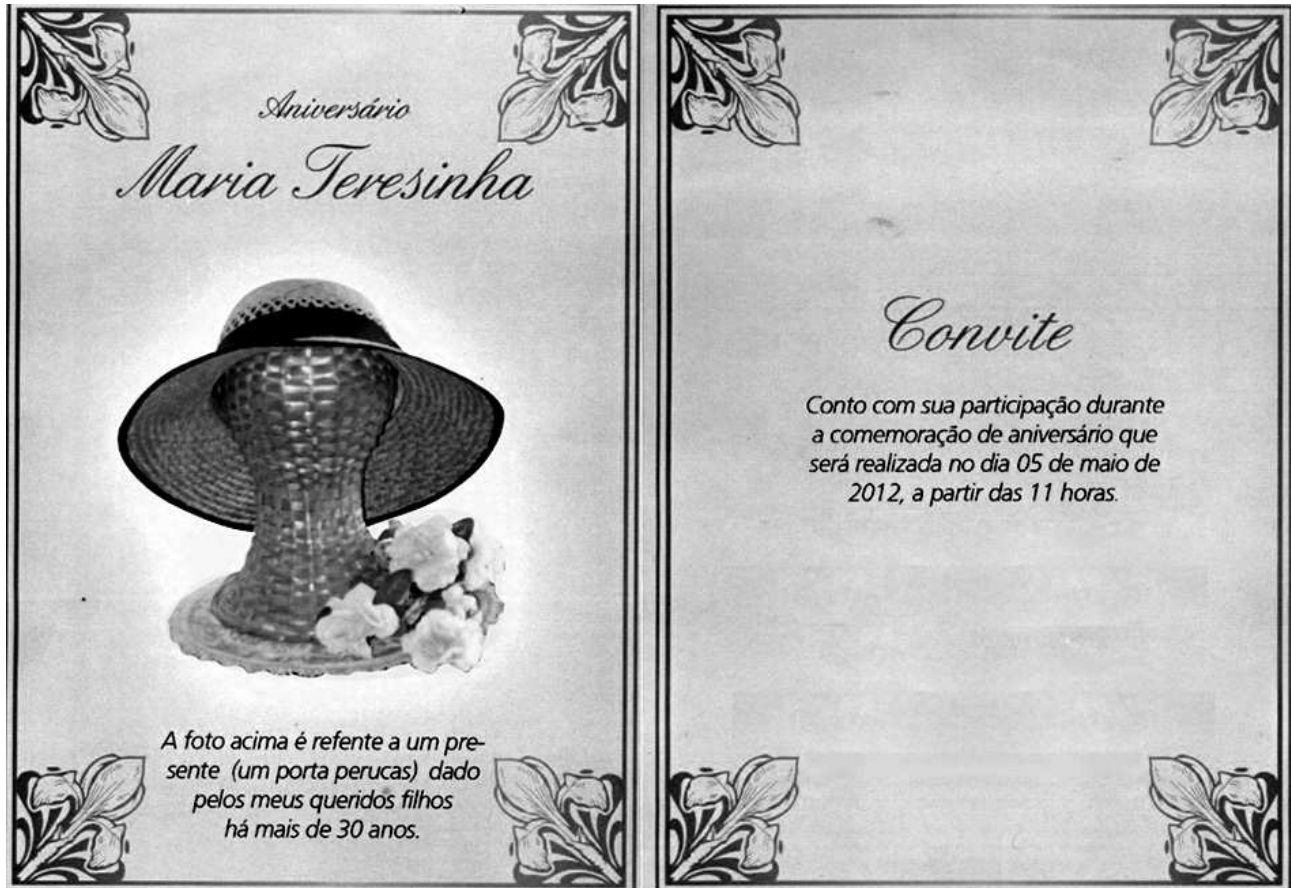 Aniversário
Maria Teresinha
A foto acima é refente a um pre-
sente (um porta perucas) dado
pelos meus queridos filhos
há mais de 30 anos.
Convite
Conto com sua participação durante
a comemoração de aniversário que
será realizada no dia 05 de maio de
2012, a partir das 11 horas.